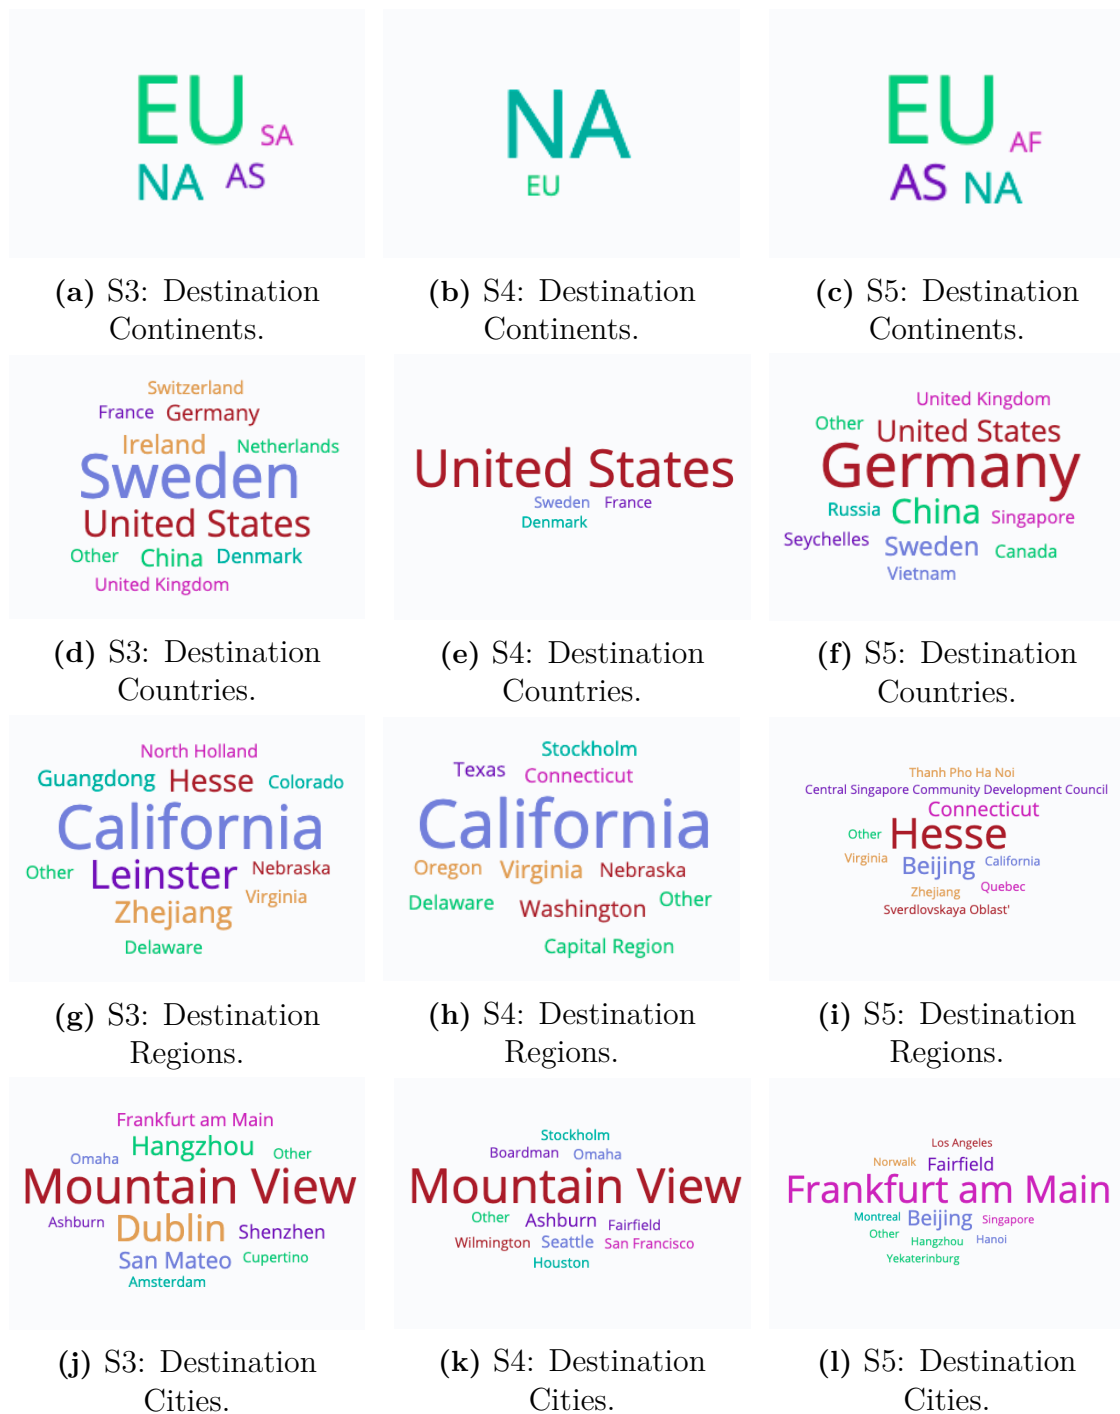 EU
SA
NA AS
NA
EU
EU
AF
AS NA
(a) S3: Destination
Continents.
(b) S4: Destination
Continents.
(c) S5: Destination
Continents.
Switzerland
France Germany
Ireland Netherlands
Sweden
United States
Other China Denmark
United Kingdom
United States
Sweden France
Denmark
United Kingdom
Other United States
Germany
Russia China Singapore
Seychelles Sweden Canada
Vietnam
(d) S3: Destination
Countries.
(e) S4: Destination
Countries.
(f) S5: Destination
Countries.
North Holland
Guangdong Hesse Colorado
California
Other Leinster Nebraska
Zhejiang Virginia
Delaware
Stockholm
Texas Connecticut
California
Oregon Virginia Nebraska
Delaware Washington Other
Capital Region
Thanh Pho Ha Noi
Central Singapore Community Development Council
Connecticut
Other Hesse
Virginia Beijing California
Zhejiang Quebec
Sverdlovskaya Oblast'
(g) S3: Destination
Regions.
(h) S4: Destination
Regions.
(i) S5: Destination
Regions.
Frankfurt am Main
Hangzhou Other
Omaha
Mountain View
Ashburn Dublin Shenzhen
San Mateo Cupertino
Amsterdam
Stockholm
Boardman Omaha
Mountain View
Other Ashburn Fairfield
Wilmington Seattle San Francisco
Houston
Los Angeles
Norwalk Fairfield
Frankfurt am Main
Montreal Beijing Singapore
Other Hangzhou Hanoi
Yekaterinburg
(j) S3: Destination
Cities.
(k) S4: Destination
Cities.
(l) S5: Destination
Cities.